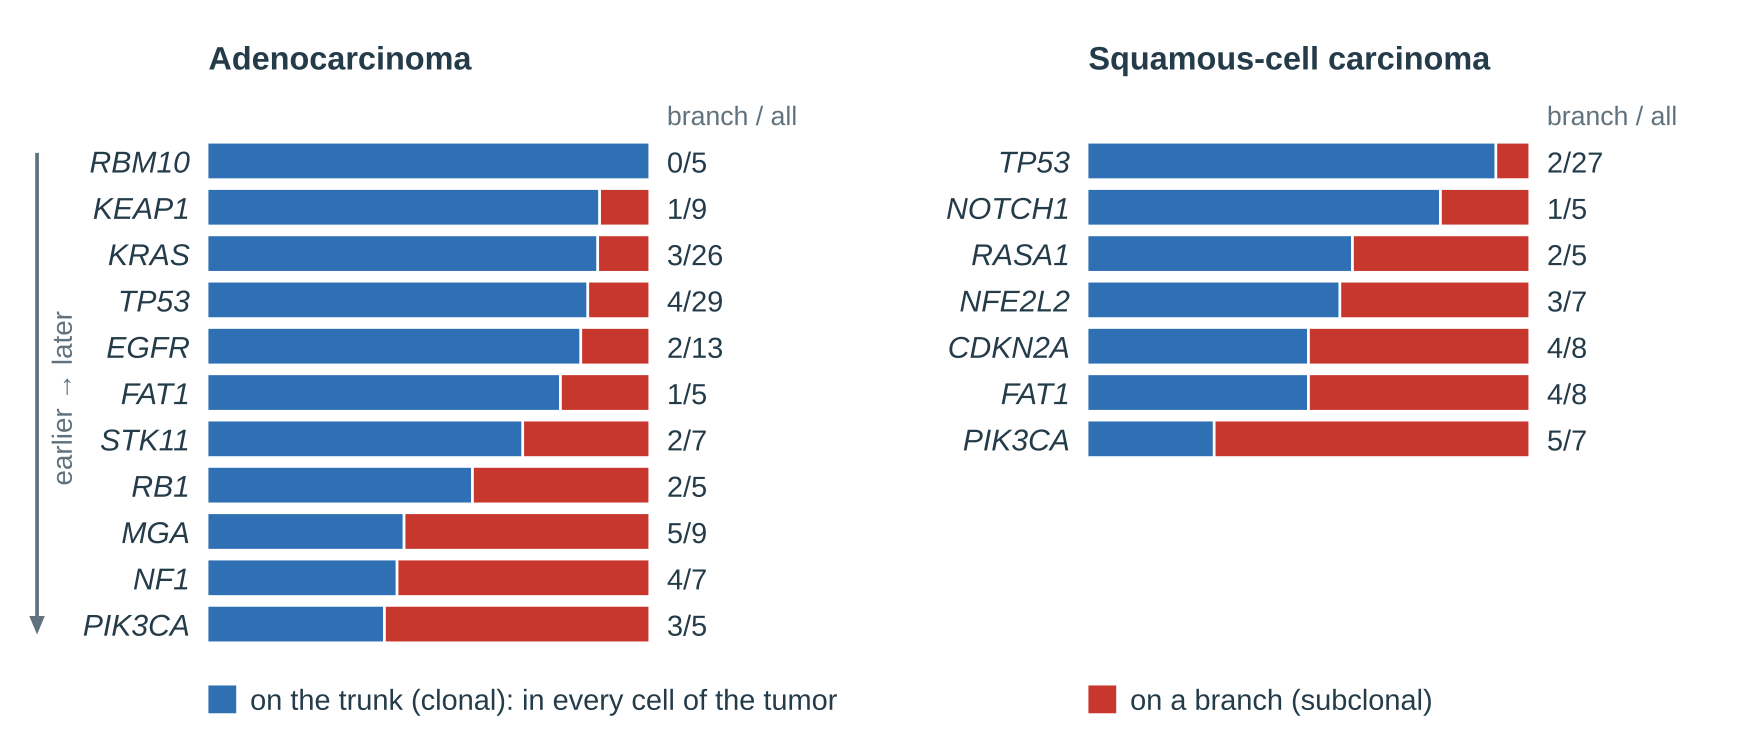 Adenocarcinoma
branch / all
earlier → later
RBM10 0/5
KEAP1 1/9
KRAS 3/26
TP53 4/29
EGFR 2/13
FAT1 1/5
STK11 2/7
RB1 2/5
MGA 5/9
NF1 4/7
PIK3CA 3/5
Squamous-cell carcinoma
branch / all
TP53 2/27
NOTCH1 1/5
RASA1 2/5
NFE2L2 3/7
CDKN2A 4/8
FAT1 4/8
PIK3CA 5/7
on the trunk (clonal): in every cell of the tumor
on a branch (subclonal)